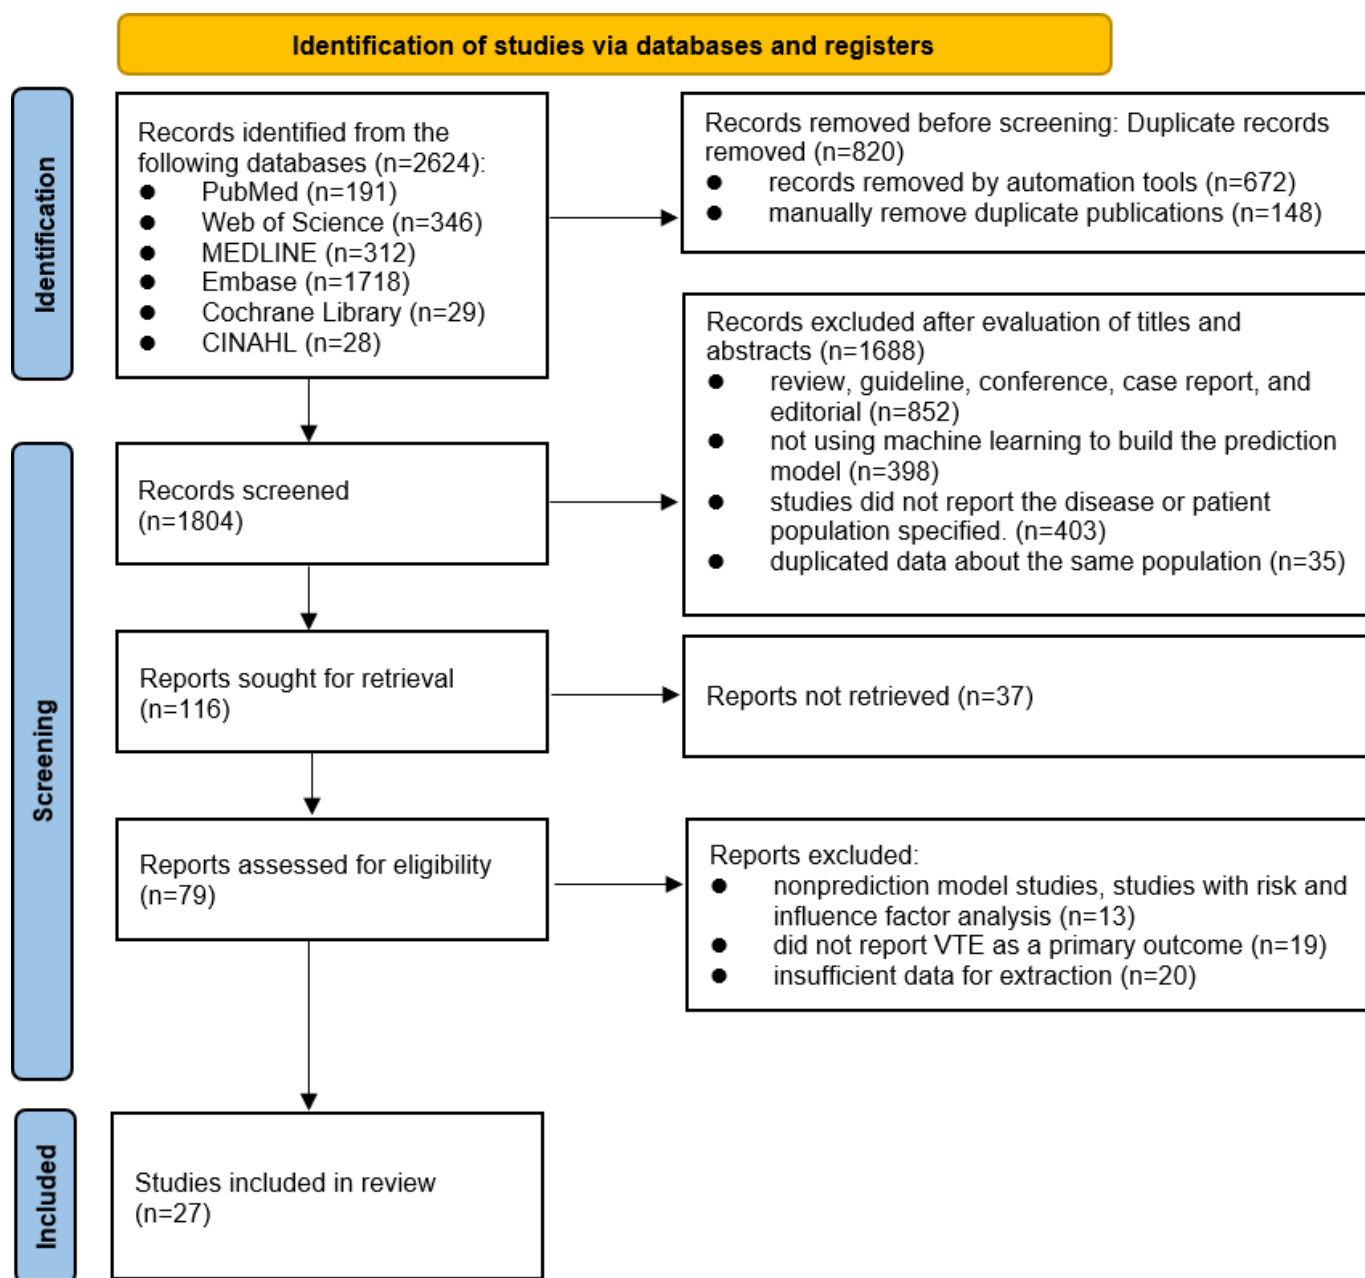 Identification of studies via databases and registers
Identification
Records identified from the
following databases (n=2624):
● PubMed (n=191)
● Web of Science (n=346)
● MEDLINE (n=312)
● Embase (n=1718)
● Cochrane Library (n=29)
● CINAHL (n=28)
Records removed before screening: Duplicate records
removed (n=820)
● records removed by automation tools (n=672)
● manually remove duplicate publications (n=148)
Screening
Records screened
(n=1804)
Records excluded after evaluation of titles and
abstracts (n=1688)
● review, guideline, conference, case report, and
editorial (n=852)
● not using machine learning to build the prediction
model (n=398)
● studies did not report the disease or patient
population specified. (n=403)
● duplicated data about the same population (n=35)
Reports sought for retrieval
(n=116)
Reports not retrieved (n=37)
Reports assessed for eligibility
(n=79)
Reports excluded:
● nonprediction model studies, studies with risk and
influence factor analysis (n=13)
● did not report VTE as a primary outcome (n=19)
● insufficient data for extraction (n=20)
Included
Studies included in review
(n=27)